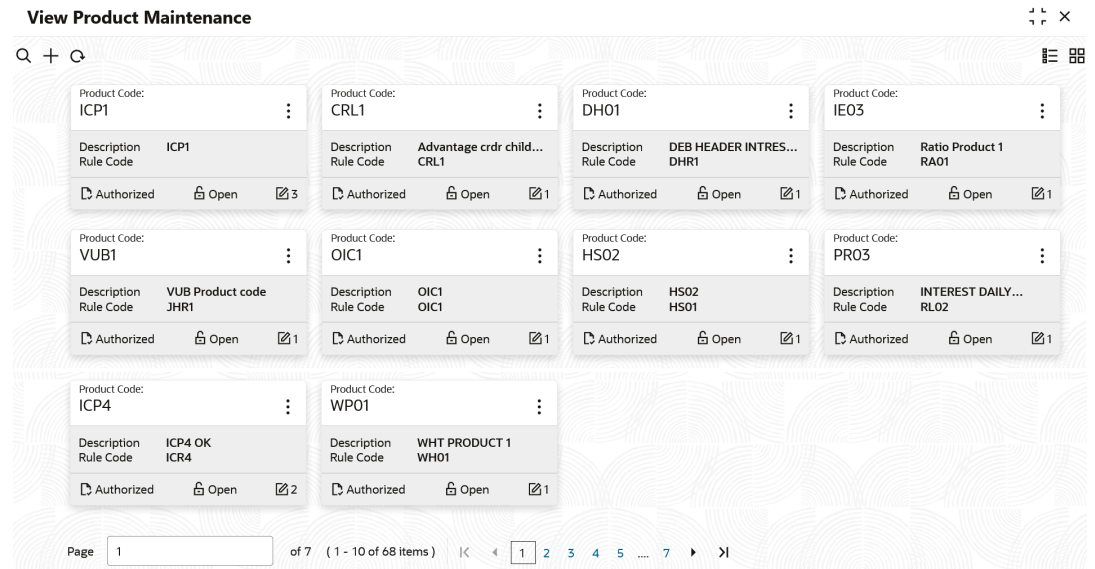 View Product Maintenance
Product Code:
ICP1
Description ICP1
Rule Code
Authorized Open 3
Product Code:
CRL1
Description Advantage crdr child...
Rule Code CRL1
Authorized Open 1
Product Code:
DH01
Description DEB HEADER INTRES...
Rule Code DHR1
Authorized Open 1
Product Code:
IE03
Description Ratio Product 1
Rule Code RA01
Authorized Open 1
Product Code:
VUB1
Description VUB Product code
Rule Code JHR1
Authorized Open 1
Product Code:
OIC1
Description OIC1
Rule Code OIC1
Authorized Open 1
Product Code:
HS02
Description HS02
Rule Code HS01
Authorized Open 1
Product Code:
PR03
Description INTEREST DAILY...
Rule Code RL02
Authorized Open 1
Product Code:
ICP4
Description ICP4 OK
Rule Code ICR4
Authorized Open 2
Product Code:
WP01
Description WHT PRODUCT 1
Rule Code WH01
Authorized Open 1
Page 1 of 7 ( 1 - 10 of 68 items ) 1 2 3 4 5 .... 7